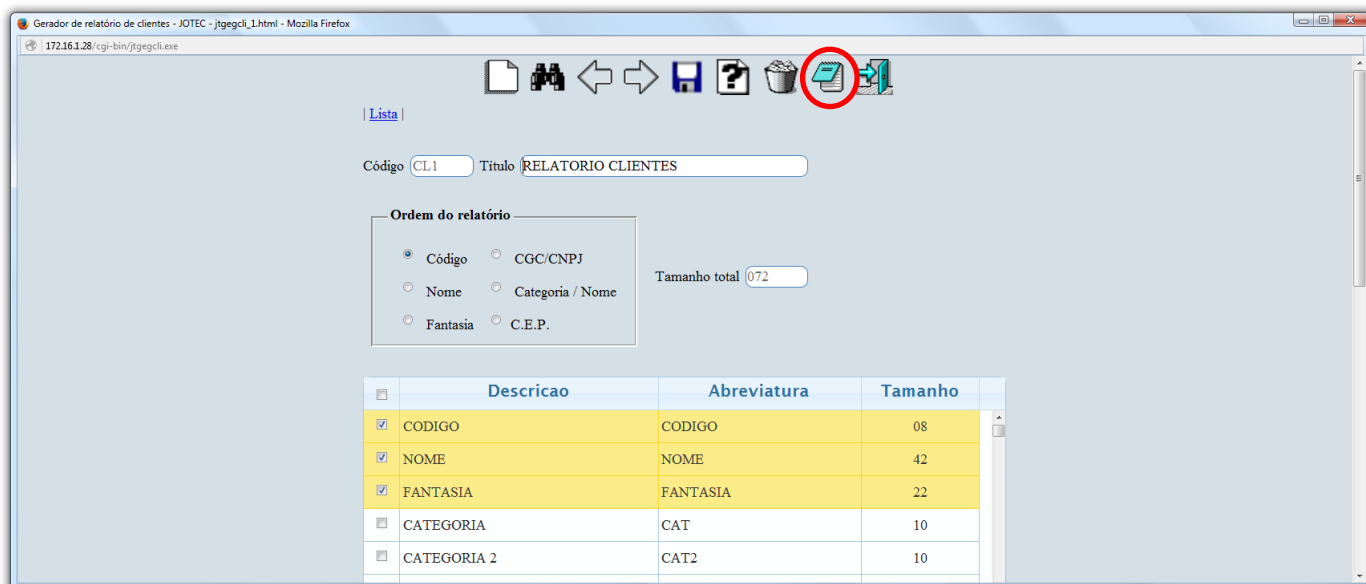 Gerador de relatório de clientes - JOTEC - jtgegcli_1.html - Mozilla Firefox
172.16.1.28/cgi-bin/jtgegcli.exe
| Lista |
Código CL1 Título RELATORIO CLIENTES
Ordem do relatório
Código CGC/CNPJ
Tamanho total 072
Nome Categoria / Nome
Fantasia C.E.P.
Descricao Abreviatura Tamanho
CODIGO CODIGO 08
NOME NOME 42
FANTASIA FANTASIA 22
CATEGORIA CAT 10
CATEGORIA 2 CAT2 10